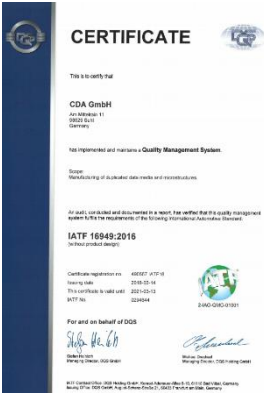 DQS
CERTIFICATE
This is to certify that
CDA GmbH
Am Mittelrain 11
98529 Suhl
Germany
has implemented and maintains a Quality Management System.
Scope:
Manufacturing of duplicated data media and microstructures
An audit, conducted and documented in a report, has verified that this quality management
system fulfills the requirements of the following International Automotive Standard:
IATF 16949:2016
(without product design)
Certificate registration no.
Issuing date
This certificate is valid until
IATF No.
For and on behalf of DQS
Managing Director, DQS GmbH
Managing Director, DQS Holding GmbH